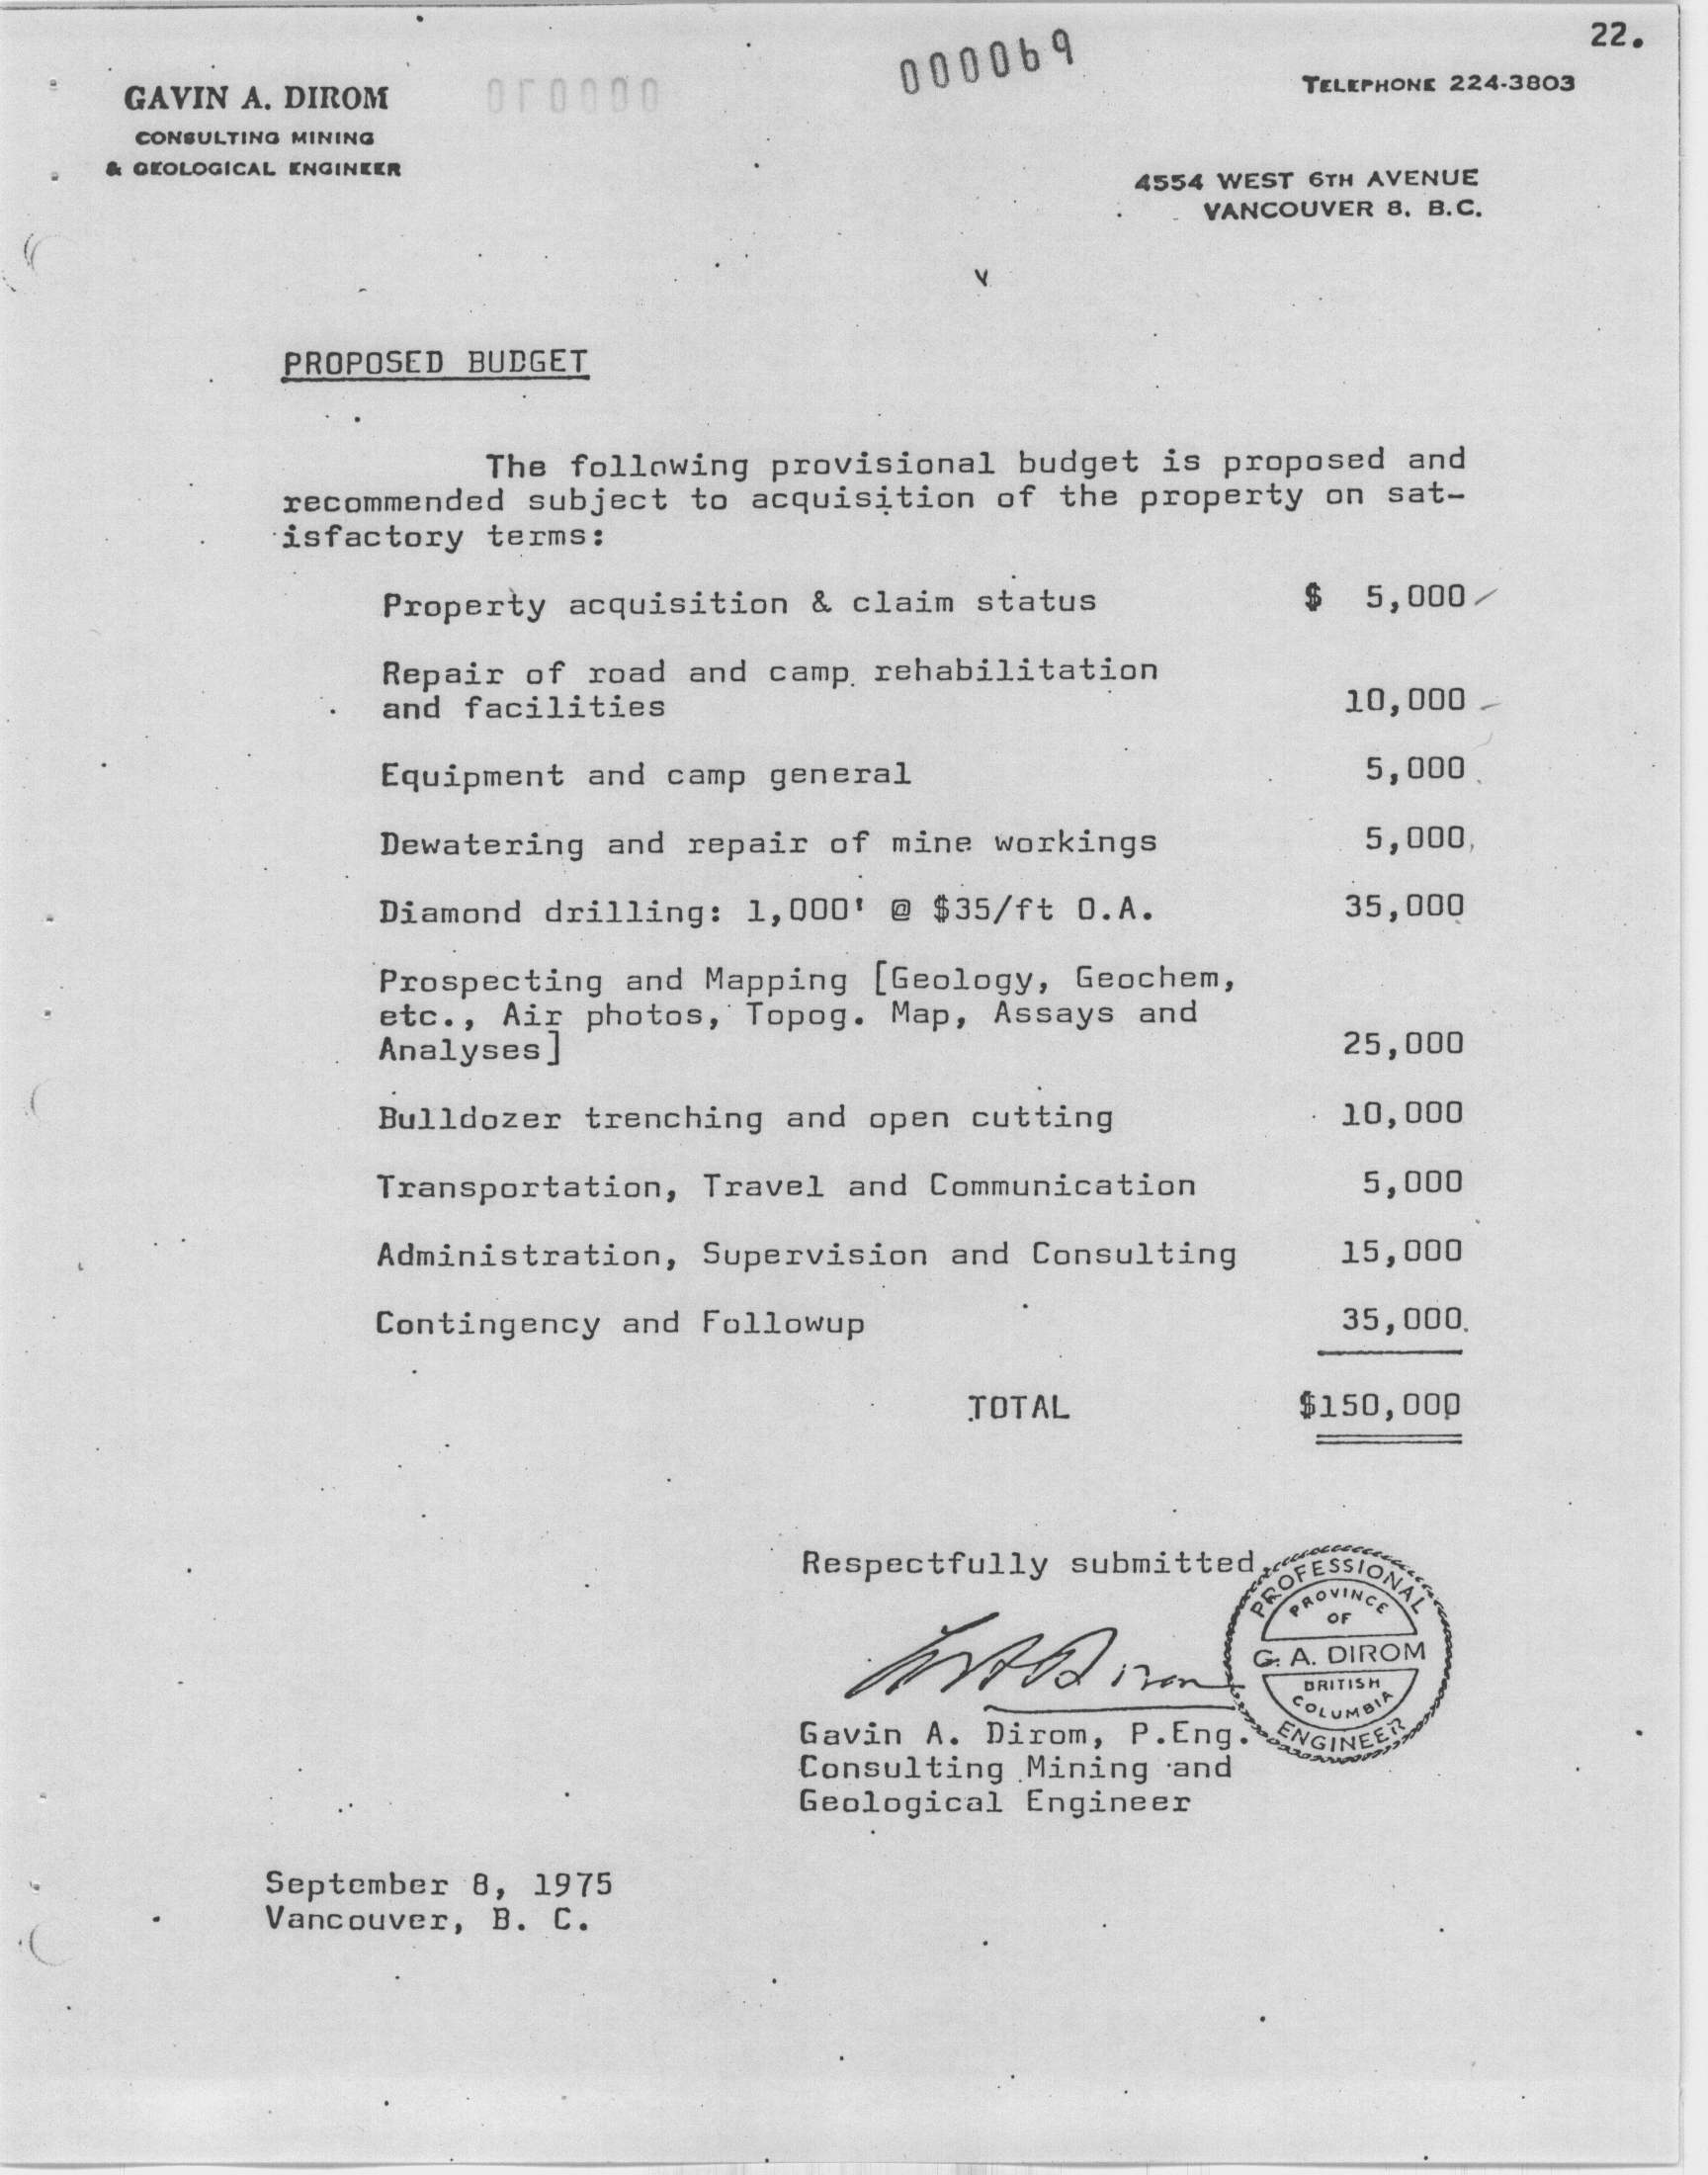 22.
000069
GAVIN A. DIROM
CONSULTING MINING
& GEOLOGICAL ENGINEER
TELEPHONE 224-3803
4554 WEST 6TH AVENUE
VANCOUVER 8, B.C.
PROPOSED BUDGET
The following provisional budget is proposed and
recommended subject to acquisition of the property on sat-
isfactory terms:
Property acquisition & claim status $ 5,000
Repair of road and camp rehabilitation
and facilities 10,000
Equipment and camp general 5,000
Dewatering and repair of mine workings 5,000
Diamond drilling: 1,000' @ $35/ft O.A. 35,000
Prospecting and Mapping [Geology, Geochem,
etc., Air photos, Topog. Map, Assays and
Analyses] 25,000
Bulldozer trenching and open cutting 10,000
Transportation, Travel and Communication 5,000
Administration, Supervision and Consulting 15,000
Contingency and Followup 35,000.
TOTAL $150,000
Respectfully submitted,
PROFESSIONAL
PROVINCE
OF
G. A. DIROM
BRITISH
COLUMBIA
ENGINEER
Gavin A. Dirom, P.Eng.
Consulting Mining and
Geological Engineer
September 8, 1975
Vancouver, B. C.